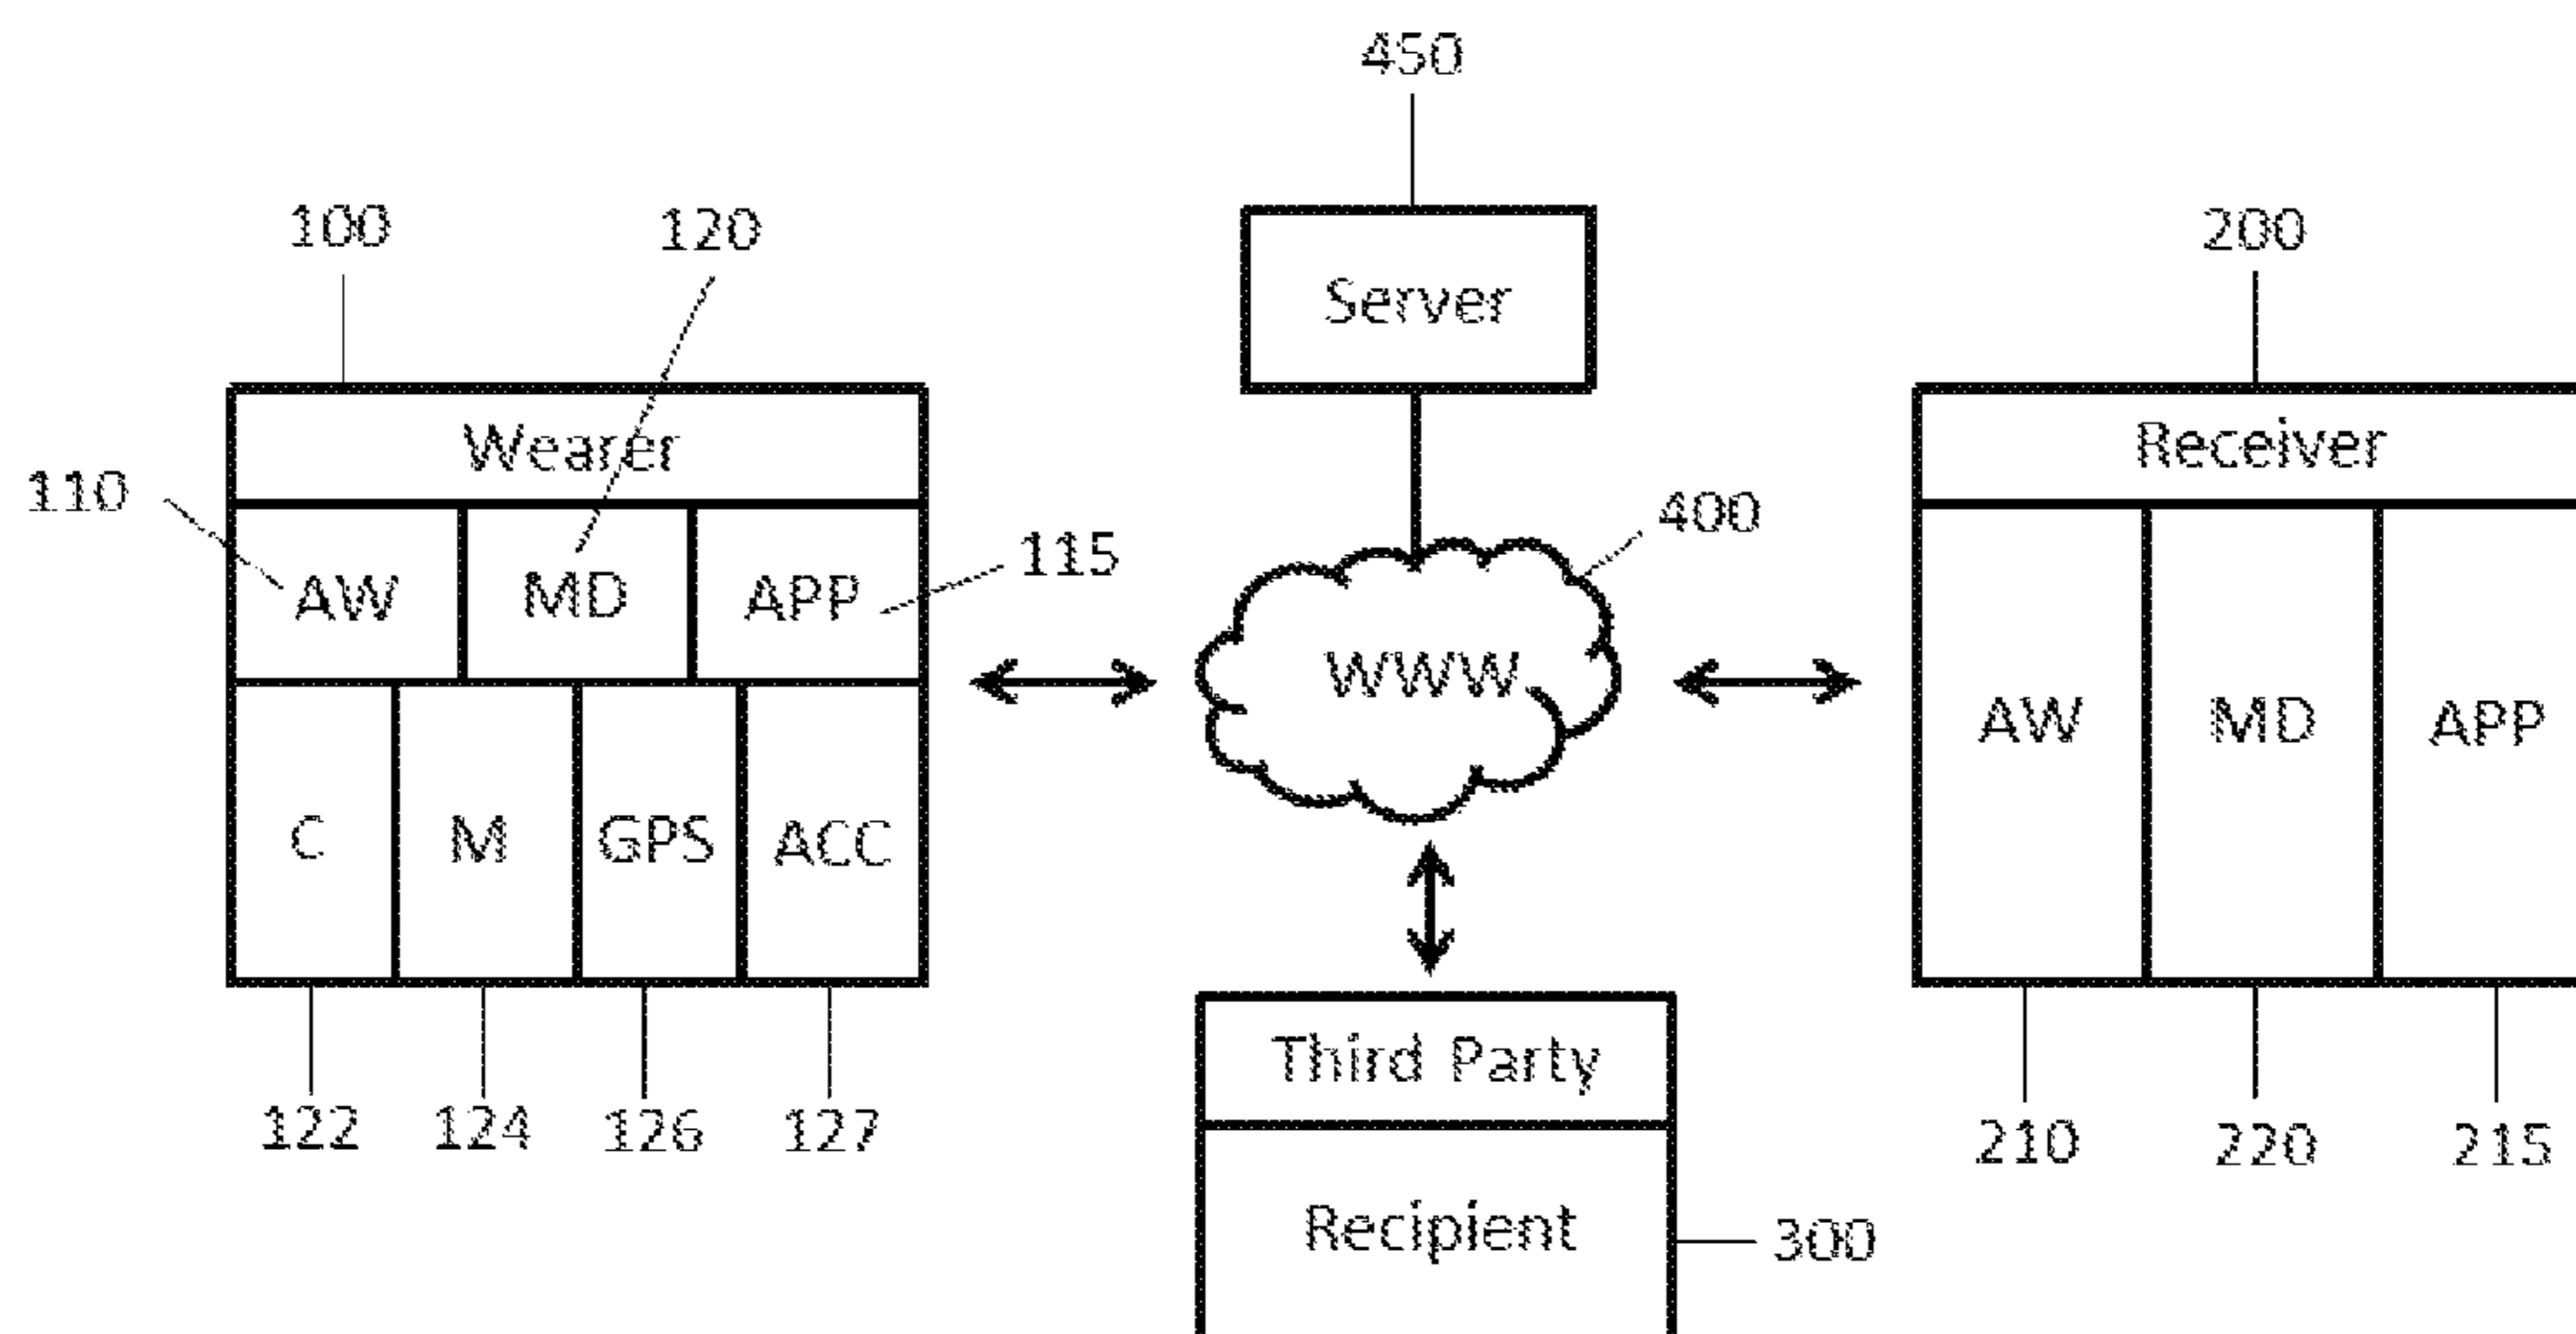 450
100
120
200
Server
Wearer
Receiver
110
400
115
AW
MD
APP
WWW
AW
MD
APP
C
M
GPS
ACC
Third Party
122
124
126
127
210
220
215
Recipient
300